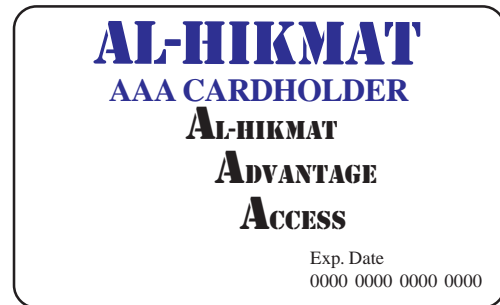 AL-HIKMAT
AAA CARDHOLDER
AL-HIKMAT
ADVANTAGE
ACCESS
Exp. Date
0000 0000 0000 0000